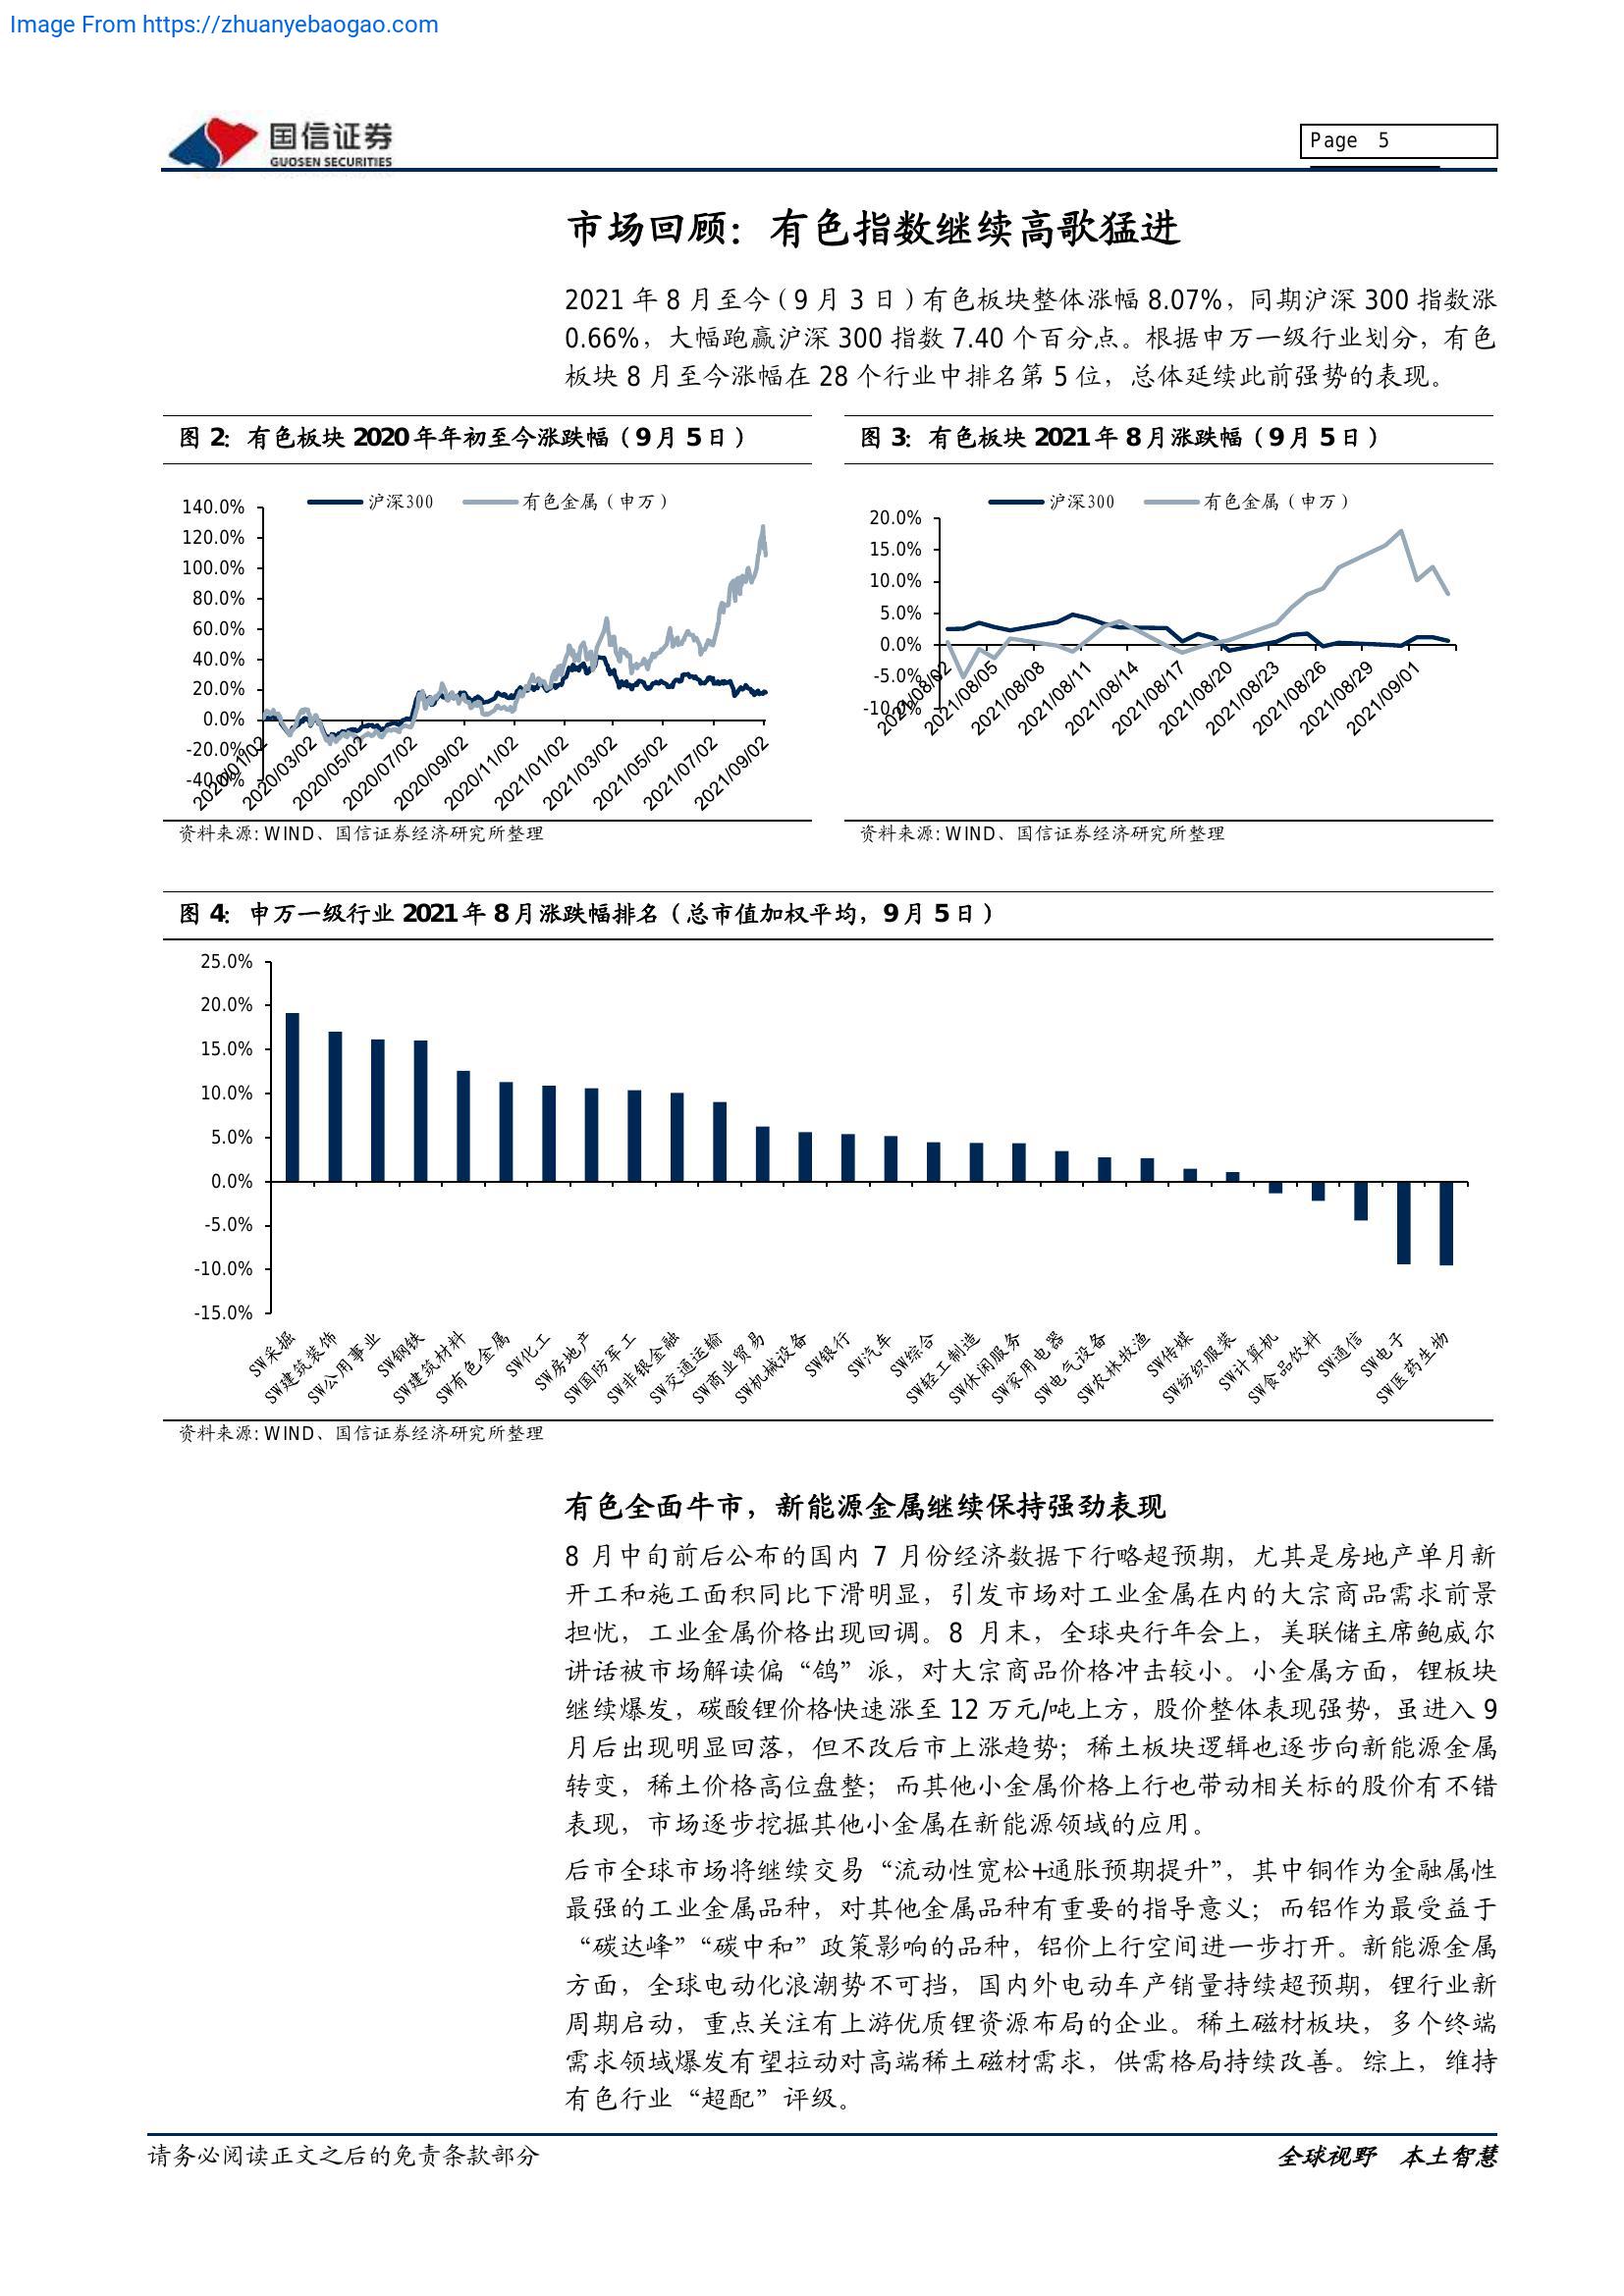 Image From https://zhuanyebaogao.com
国信证券
GUOSEN SECURITIES
Page 5
市场回顾：有色指数继续高歌猛进
2021 年 8 月至今（9 月 3 日）有色板块整体涨幅 8.07%，同期沪深 300 指数涨
0.66%，大幅跑赢沪深 300 指数 7.40 个百分点。根据申万一级行业划分，有色
板块 8 月至今涨幅在 28 个行业中排名第 5 位，总体延续此前强势的表现。
图 2：有色板块 2020 年年初至今涨跌幅（9 月 5 日）
沪深300
有色金属（申万）
140.0%
120.0%
100.0%
80.0%
60.0%
40.0%
20.0%
0.0%
-20.0%
-40.0%
2020/01/02
2020/03/02
2020/05/02
2020/07/02
2020/09/02
2020/11/02
2021/01/02
2021/03/02
2021/05/02
2021/07/02
2021/09/02
资料来源：WIND、国信证券经济研究所整理
图 3：有色板块 2021 年 8 月涨跌幅（9 月 5 日）
沪深300
有色金属（申万）
20.0%
15.0%
10.0%
5.0%
0.0%
-5.0%
-10.0%
2021/08/02
2021/08/05
2021/08/08
2021/08/11
2021/08/14
2021/08/17
2021/08/20
2021/08/23
2021/08/26
2021/08/29
2021/09/01
资料来源：WIND、国信证券经济研究所整理
图 4：申万一级行业 2021 年 8 月涨跌幅排名（总市值加权平均，9 月 5 日）
25.0%
20.0%
15.0%
10.0%
5.0%
0.0%
-5.0%
-10.0%
-15.0%
SW采掘
SW建筑装饰
SW公用事业
SW钢铁
SW建筑材料
SW有色金属
SW化工
SW房地产
SW国防军工
SW非银金融
SW交通运输
SW商业贸易
SW机械设备
SW银行
SW汽车
SW综合
SW轻工制造
SW休闲服务
SW家用电器
SW电气设备
SW农林牧渔
SW传媒
SW纺织服装
SW计算机
SW食品饮料
SW通信
SW电子
SW医药生物
资料来源：WIND、国信证券经济研究所整理
有色全面牛市，新能源金属继续保持强劲表现
8 月中旬前后公布的国内 7 月份经济数据下行略超预期，尤其是房地产单月新
开工和施工面积同比下滑明显，引发市场对工业金属在内的大宗商品需求前景
担忧，工业金属价格出现回调。8 月末，全球央行年会上，美联储主席鲍威尔
讲话被市场解读偏“鸽”派，对大宗商品价格冲击较小。小金属方面，锂板块
继续爆发，碳酸锂价格快速涨至 12 万元/吨上方，股价整体表现强势，虽进入 9
月后出现明显回落，但不改后市上涨趋势；稀土板块逻辑也逐步向新能源金属
转变，稀土价格高位盘整；而其他小金属价格上行也带动相关标的股价有不错
表现，市场逐步挖掘其他小金属在新能源领域的应用。
后市全球市场将继续交易“流动性宽松+通胀预期提升”，其中铜作为金融属性
最强的工业金属品种，对其他金属品种有重要的指导意义；而铝作为最受益于
“碳达峰”“碳中和”政策影响的品种，铝价上行空间进一步打开。新能源金属
方面，全球电动化浪潮势不可挡，国内外电动车产销量持续超预期，锂行业新
周期启动，重点关注有上游优质锂资源布局的企业。稀土磁材板块，多个终端
需求领域爆发有望拉动对高端稀土磁材需求，供需格局持续改善。综上，维持
有色行业“超配”评级。
请务必阅读正文之后的免责条款部分
全球视野 本土智慧